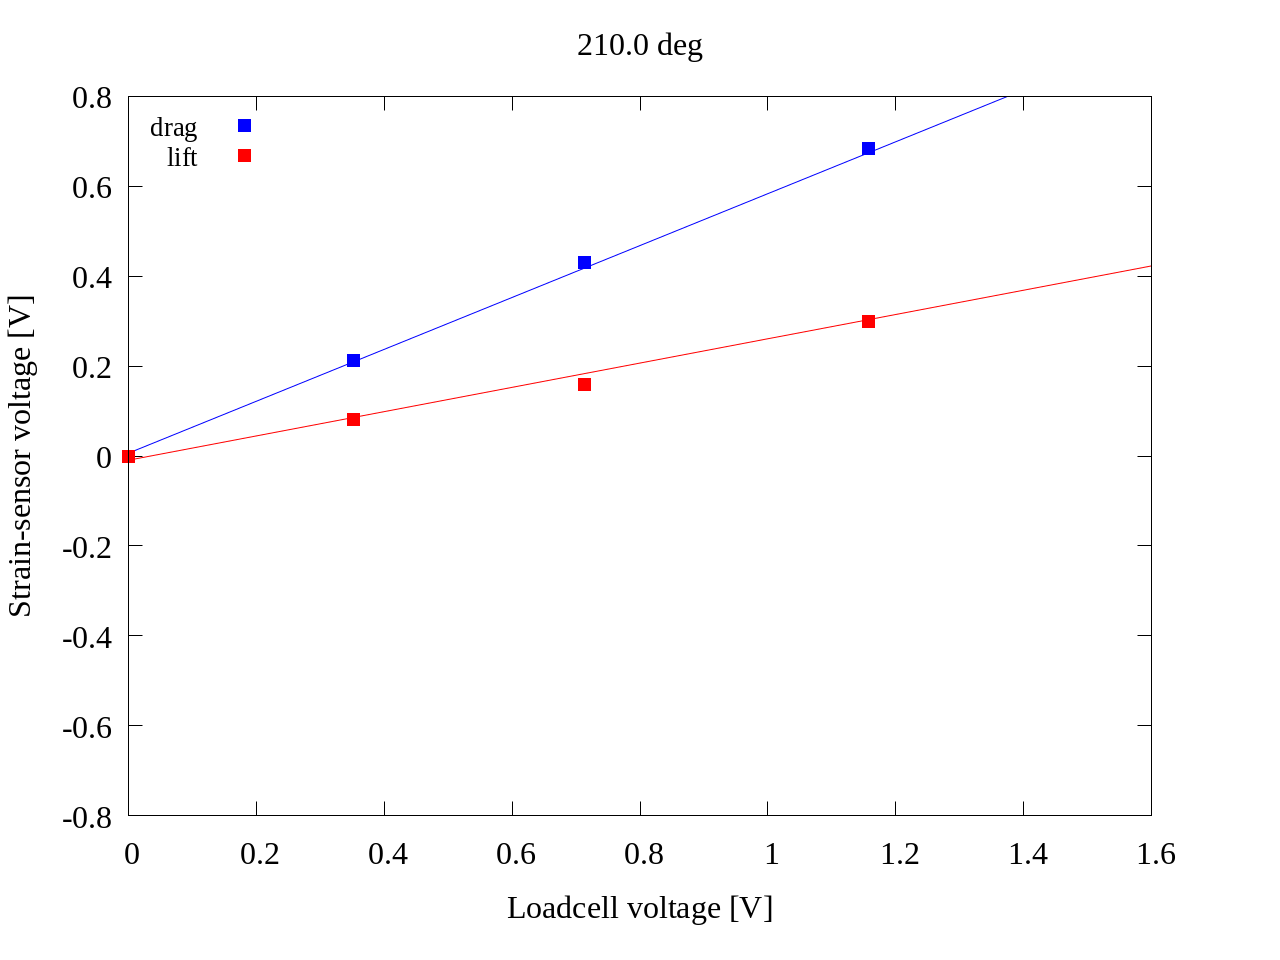 210.0 deg
drag
lift
0.8
0.6
0.4
0.2
0
-0.2
-0.4
-0.6
-0.8
Strain-sensor voltage [V]
0 0.2 0.4 0.6 0.8 1 1.2 1.4 1.6
Loadcell voltage [V]